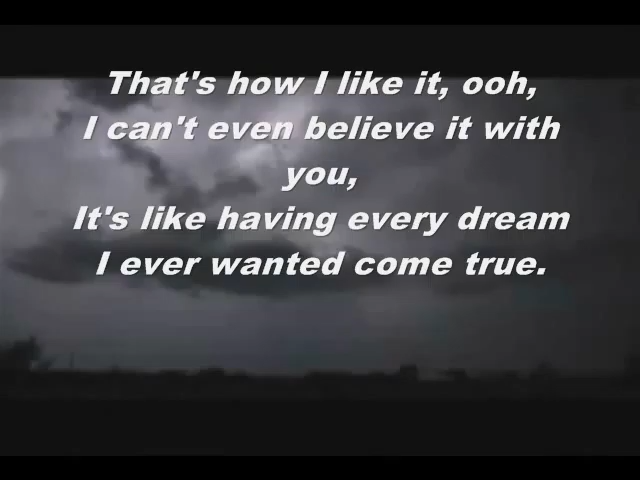 That's how I like it, ooh,
I can't even believe it with
you,
It's like having every dream
I ever wanted come true.